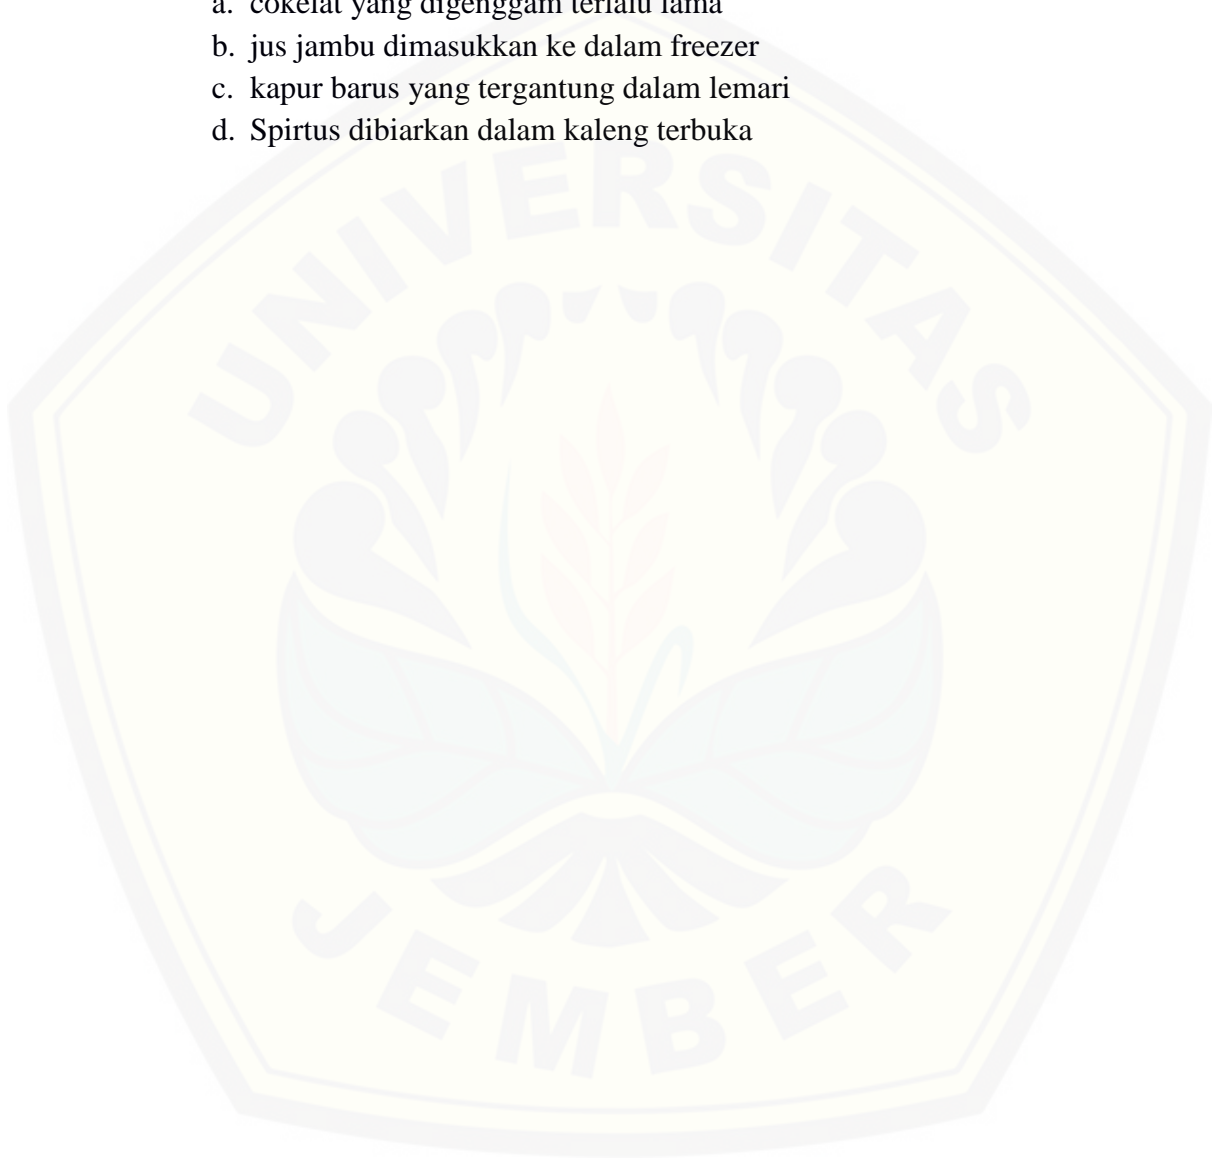 a. cokelat yang digenggam terlalu lama
b. jus jambu dimasukkan ke dalam freezer
c. kapur barus yang tergantung dalam lemari
d. Spirtus dibiarkan dalam kaleng terbuka
UNIVERSITAS
JEMBER